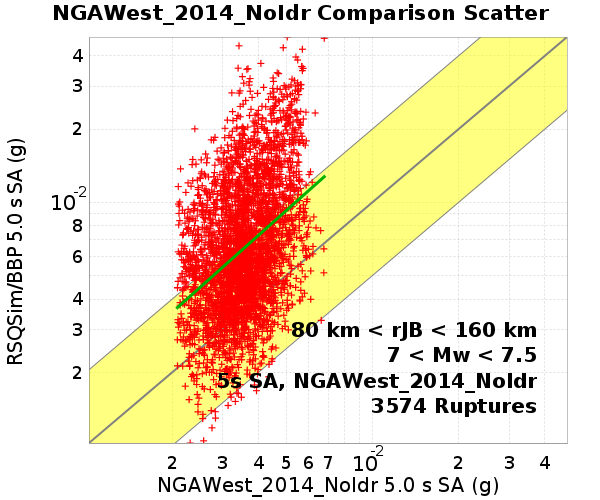 NGAWest_2014_NoIdr Comparison Scatter
4
3
2
10-2
8
6
4
3
2
RSQSim/BBP 5.0 s SA (g)
80 km < rJB < 160 km
7 < Mw < 7.5
5s SA, NGAWest_2014_NoIdr
3574 Ruptures
2 3 4 5 6 7 10-2 2 3 4
NGAWest_2014_NoIdr 5.0 s SA (g)